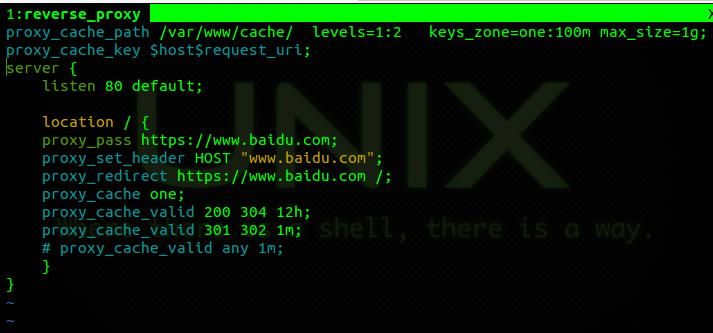 1:reverse_proxy X
proxy_cache_path /var/www/cache/  levels=1:2   keys_zone=one:100m max_size=1g;
proxy_cache_key $host$request_uri;
server {
    listen 80 default;

    location / {
    proxy_pass https://www.baidu.com;
    proxy_set_header HOST "www.baidu.com";
    proxy_redirect https://www.baidu.com /;
    proxy_cache one;
    proxy_cache_valid 200 304 12h;
    proxy_cache_valid 301 302 1m;
    # proxy_cache_valid any 1m;
    }
}
~
~
UNIX
shell, there is a way.